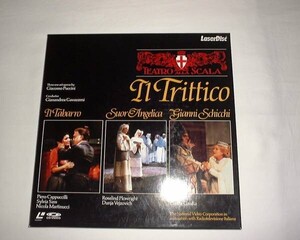 LaserDisc
TEATRO ALLA SCALA
Il Trittico
Giacomo Puccini
Conductor
Gianandrea Gavazzeni
Il Tabarro
Suor Angelica
Gianni Schicchi
Piero Cappuccilli
Sylvia Sass
Nicola Martinucci
Rosalind Plowright
Dunja Vejzovich